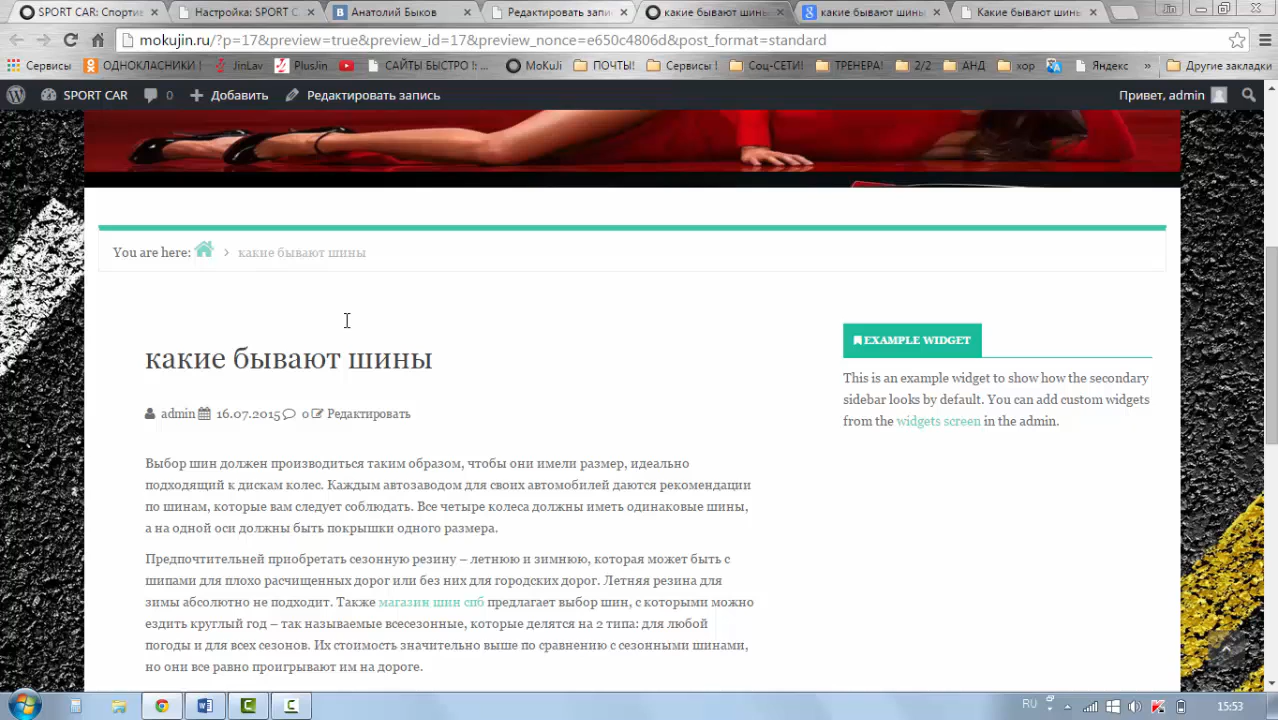 SPORT CAR: Спортив
Настройка: SPORT C
Анатолий Быков
Редактировать запис
какие бывают шины
какие бывают шины
Какие бывают шины
mokujin.ru/?p=17&preview=true&preview_id=17&preview_nonce=e650c4806d&post_format=standard
Сервисы ОДНОКЛАСНИКИ ! JinLav PlusJin САЙТЫ БЫСТРО !: ... MoKuJi ПОЧТЫ! Сервисы ! Соц-СЕТИ! ТРЕНЕРА! 2/2 АНД хор Яндекс » Другие закладки
SPORT CAR 0 Добавить Редактировать запись Привет, admin
You are here: > какие бывают шины
какие бывают шины
admin 16.07.2015 0 Редактировать
Выбор шин должен производиться таким образом, чтобы они имели размер, идеально
подходящий к дискам колес. Каждым автозаводом для своих автомобилей даются рекомендации
по шинам, которые вам следует соблюдать. Все четыре колеса должны иметь одинаковые шины,
а на одной оси должны быть покрышки одного размера.
Предпочтительней приобретать сезонную резину – летнюю и зимнюю, которая может быть с
шипами для плохо расчищенных дорог или без них для городских дорог. Летняя резина для
зимы абсолютно не подходит. Также магазин шин спб предлагает выбор шин, с которыми можно
ездить круглый год – так называемые всесезонные, которые делятся на 2 типа: для любой
погоды и для всех сезонов. Их стоимость значительно выше по сравнению с сезонными шинами,
но они все равно проигрывают им на дороге.
EXAMPLE WIDGET
This is an example widget to show how the secondary
sidebar looks by default. You can add custom widgets
from the widgets screen in the admin.
RU 15:53